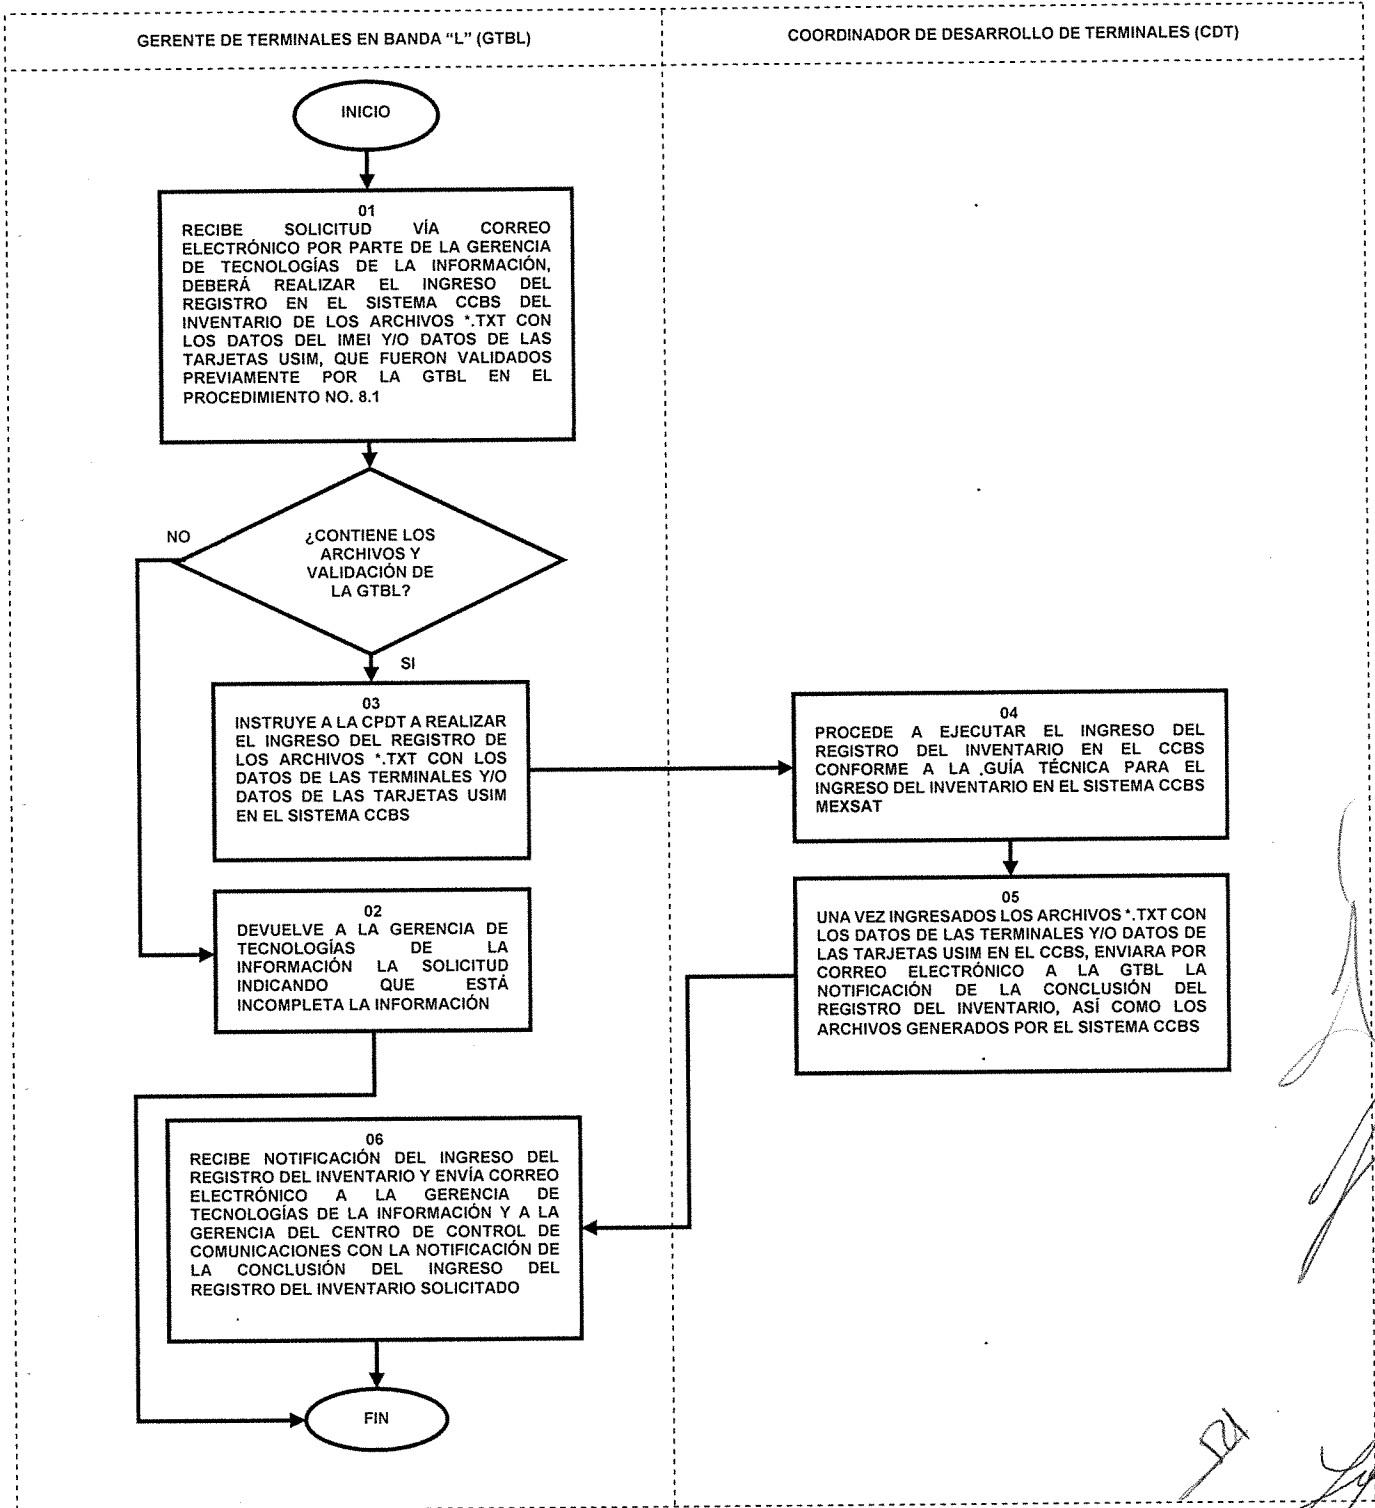 GERENTE DE TERMINALES EN BANDA “L” (GTBL)
COORDINADOR DE DESARROLLO DE TERMINALES (CDT)
INICIO
01
RECIBE SOLICITUD VÍA CORREO
ELECTRÓNICO POR PARTE DE LA GERENCIA
DE TECNOLOGÍAS DE LA INFORMACIÓN,
DEBERÁ REALIZAR EL INGRESO DEL
REGISTRO EN EL SISTEMA CCBS DEL
INVENTARIO DE LOS ARCHIVOS *.TXT CON
LOS DATOS DEL IMEI Y/O DATOS DE LAS
TARJETAS USIM, QUE FUERON VALIDADOS
PREVIAMENTE POR LA GTBL EN EL
PROCEDIMIENTO NO. 8.1
NO
¿CONTIENE LOS
ARCHIVOS Y
VALIDACIÓN DE
LA GTBL?
SI
03
INSTRUYE A LA CPDT A REALIZAR
EL INGRESO DEL REGISTRO DE
LOS ARCHIVOS *.TXT CON LOS
DATOS DE LAS TERMINALES Y/O
DATOS DE LAS TARJETAS USIM
EN EL SISTEMA CCBS
04
PROCEDE A EJECUTAR EL INGRESO DEL
REGISTRO DEL INVENTARIO EN EL CCBS
CONFORME A LA .GUÍA TÉCNICA PARA EL
INGRESO DEL INVENTARIO EN EL SISTEMA CCBS
MEXSAT
02
DEVUELVE A LA GERENCIA DE
TECNOLOGÍAS DE LA
INFORMACIÓN LA SOLICITUD
INDICANDO QUE ESTÁ
INCOMPLETA LA INFORMACIÓN
05
UNA VEZ INGRESADOS LOS ARCHIVOS *.TXT CON
LOS DATOS DE LAS TERMINALES Y/O DATOS DE
LAS TARJETAS USIM EN EL CCBS, ENVIARA POR
CORREO ELECTRÓNICO A LA GTBL LA
NOTIFICACIÓN DE LA CONCLUSIÓN DEL
REGISTRO DEL INVENTARIO, ASÍ COMO LOS
ARCHIVOS GENERADOS POR EL SISTEMA CCBS
06
RECIBE NOTIFICACIÓN DEL INGRESO DEL
REGISTRO DEL INVENTARIO Y ENVÍA CORREO
ELECTRÓNICO A LA GERENCIA DE
TECNOLOGÍAS DE LA INFORMACIÓN Y A LA
GERENCIA DEL CENTRO DE CONTROL DE
COMUNICACIONES CON LA NOTIFICACIÓN DE
LA CONCLUSIÓN DEL INGRESO DEL
REGISTRO DEL INVENTARIO SOLICITADO
FIN